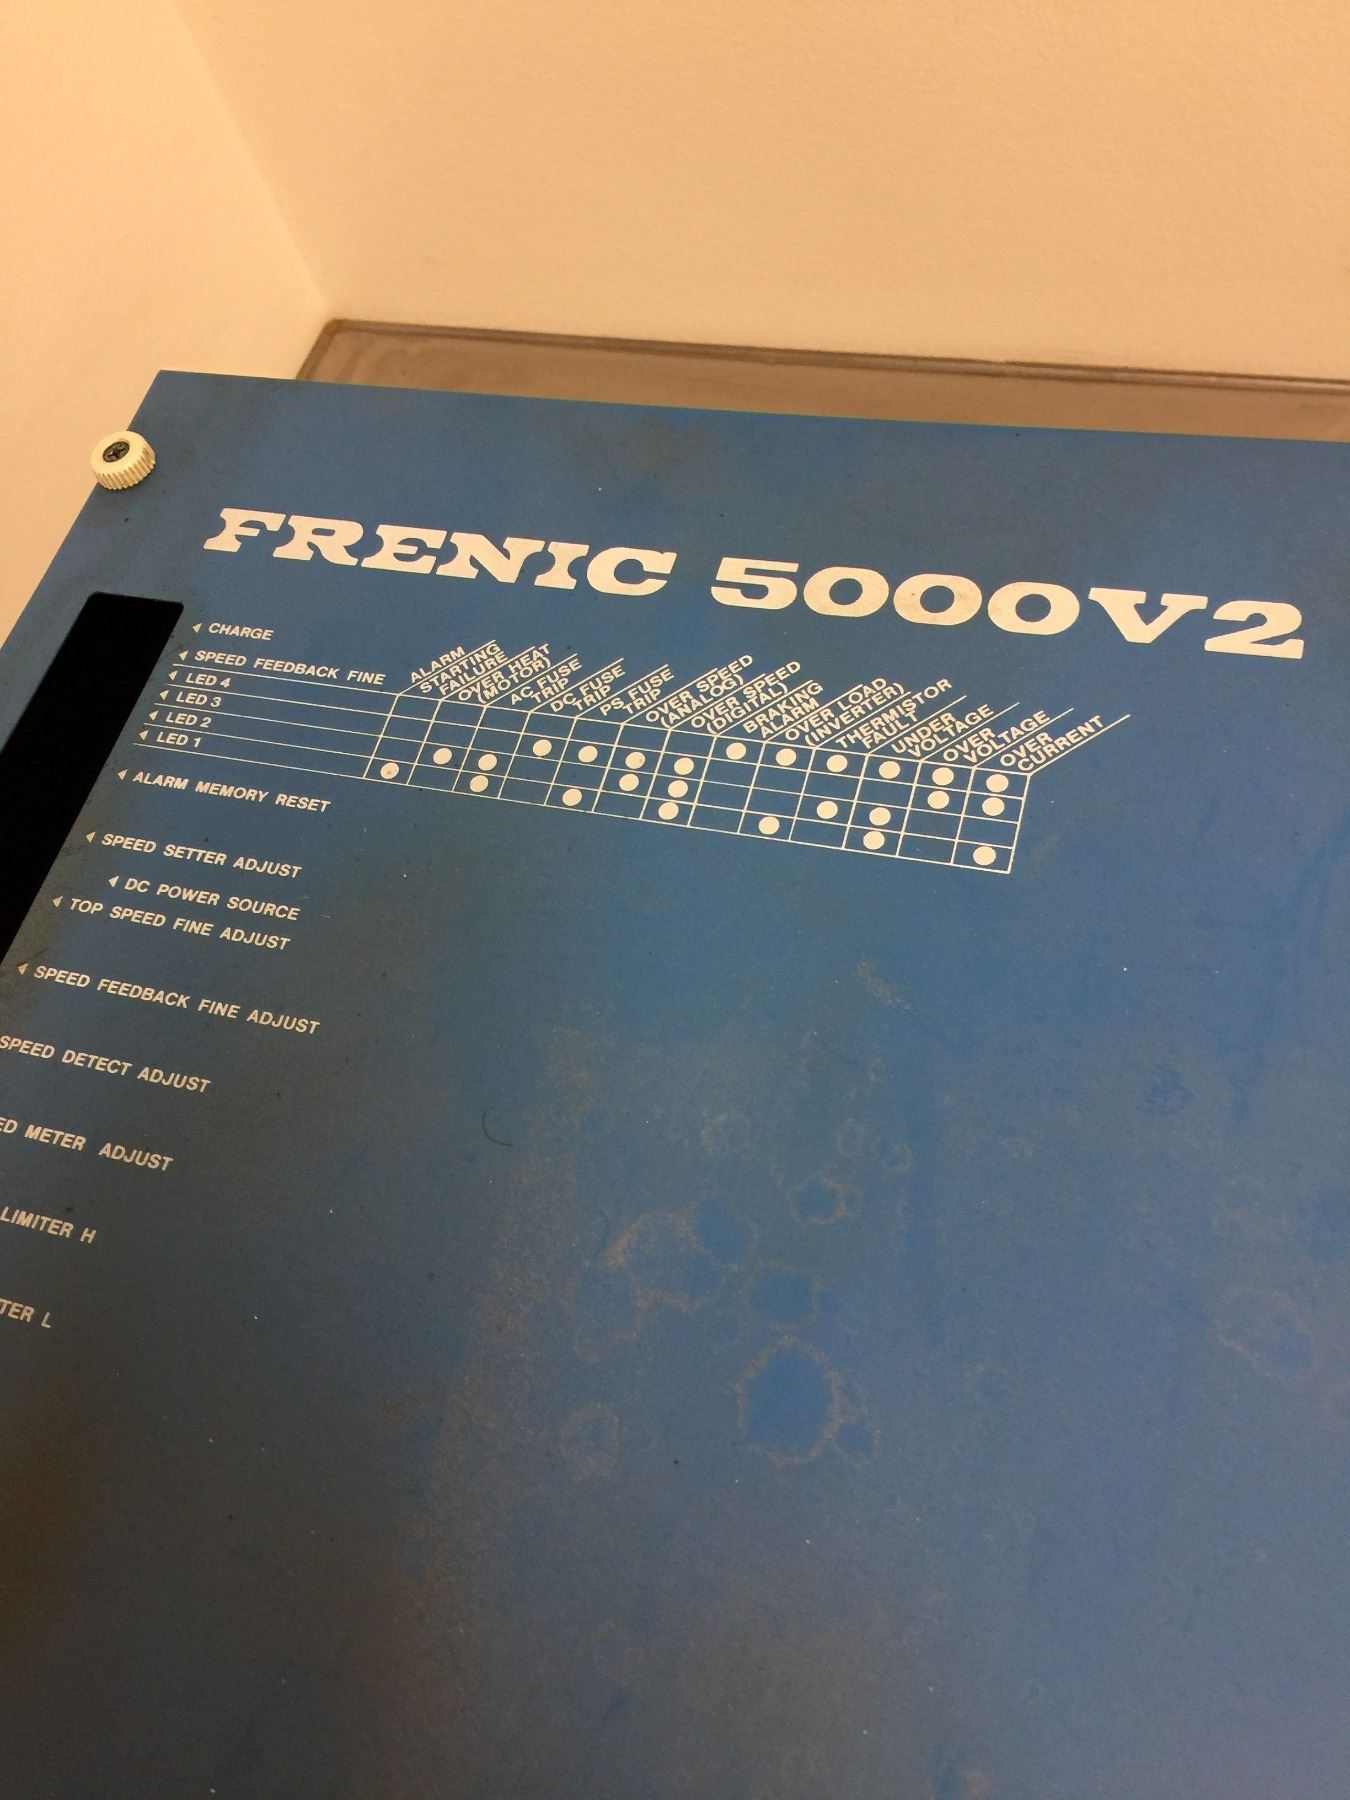 FRENIC 5000V2
CHARGE
SPEED FEEDBACK FINE
LED 4
LED 3
LED 2
LED 1
ALARM
STARTING
FAILURE
OVER HEAT
(MOTOR)
AC FUSE
TRIP
DC FUSE
TRIP
PS FUSE
TRIP
OVER SPEED
(ANALOG)
OVER SPEED
(DIGITAL)
BRAKING
ALARM
OVER LOAD
(INVERTER)
THERMISTOR
FAULT
UNDER
VOLTAGE
OVER
VOLTAGE
OVER
CURRENT
ALARM MEMORY RESET
SPEED SETTER ADJUST
DC POWER SOURCE
TOP SPEED FINE ADJUST
SPEED FEEDBACK FINE ADJUST
SPEED DETECT ADJUST
ED METER ADJUST
LIMITER H
TER L